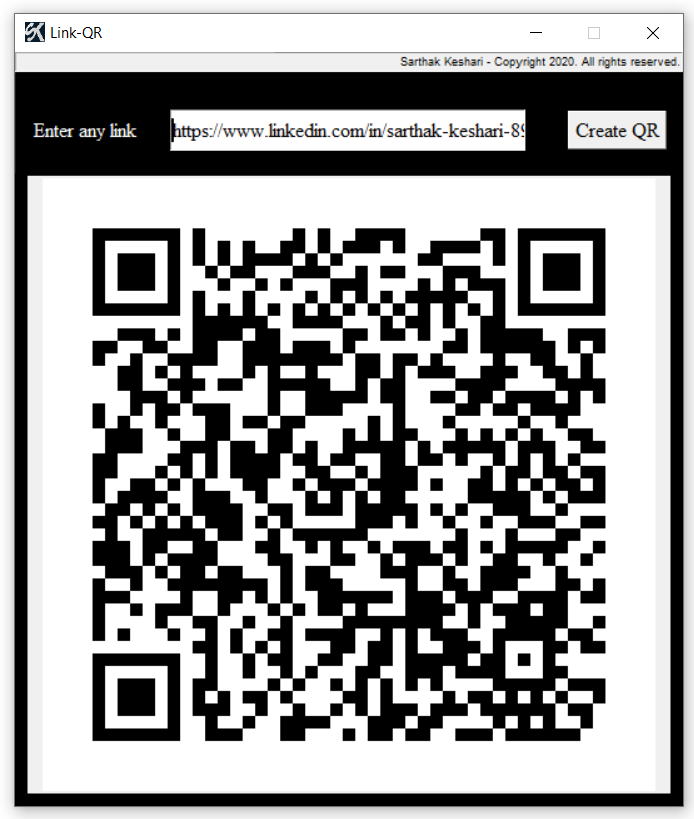 Link-QR
Sarthak Keshari - Copyright 2020. All rights reserved.
Enter any link https://www.linkedin.com/in/sarthak-keshari-89 Create QR